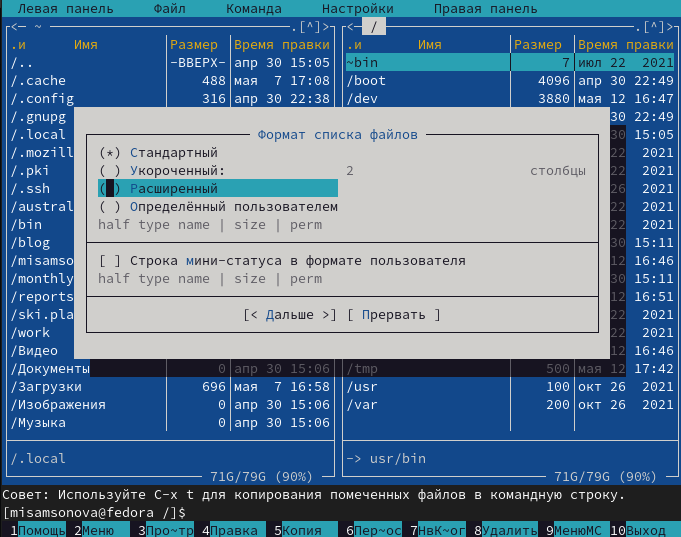 Левая панель Файл Команда Настройки Правая панель
<─ ~ .[^]> / .[^]>
.и Имя Размер Время правки .и Имя Размер Время правки
/.. –ВВЕРХ– апр 30 15:05 ~bin 7 июл 22 2021
/.cache 488 мая 7 17:08 /boot 4096 апр 30 22:49
/.config 316 апр 30 22:38 /dev 3880 мая 12 16:47
/.gnupg 30 22:49
/.local Формат списка файлов 30 15:05
/.mozill (*) Стандартный 22 2021
/.pki ( ) Укороченный: 2 столбцы 22 2021
/.ssh ( ) Расширенный 26 2021
/austral ( ) Определённый пользователем 22 2021
/bin half type name | size | perm 22 2021
/blog 30 15:11
/misamso [ ] Строка мини-статуса в формате пользователя 12 16:46
/monthly half type name | size | perm 30 15:11
/reports 12 16:51
/ski.pla [< Дальше >] [ Прервать ] 22 2021
/work 22 2021
/Видео 12 16:46
/Документы 0 апр 30 15:06 /tmp 500 мая 12 17:42
/Загрузки 696 мая 7 16:58 /usr 100 окт 26 2021
/Изображения 0 апр 30 15:06 /var 200 окт 26 2021
/Музыка 0 апр 30 15:06
/.local –> usr/bin
71G/79G (90%) 71G/79G (90%)
Совет: Используйте C-x t для копирования помеченных файлов в командную строку.
[misamsonova@fedora /]$
1Помощь 2Меню 3Про~тр 4Правка 5Копия 6Пер~ос 7НвК~ог 8Удалить 9МенюMC 10Выход